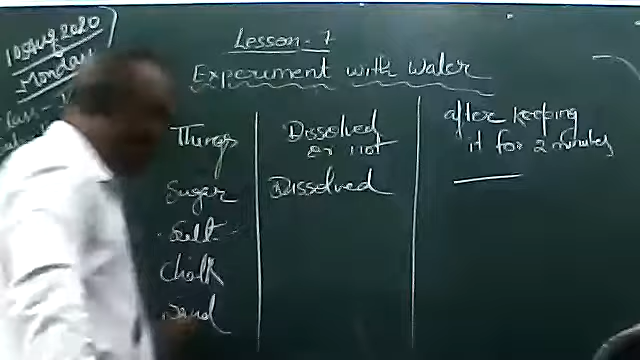 10 Aug 2020
Monday
Lesson - 7
Experiment with Water
Things
Dissolved
or not
after keeping
it for 2 minutes
Sugar
Dissolved
Salt
Chalk
Sand